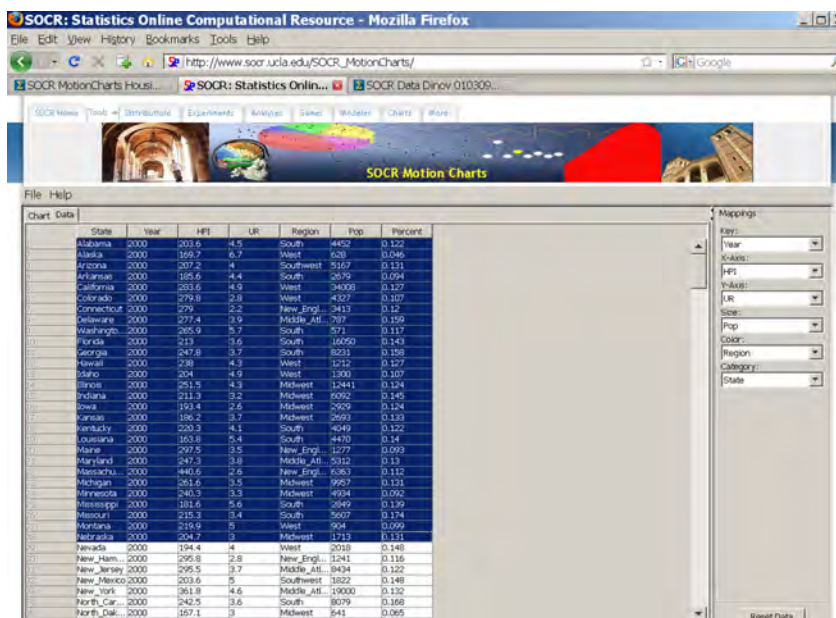 SOCR: Statistics Online Computational Resource - Mozilla Firefox
File Edit View History Bookmarks Tools Help
http://www.socr.ucla.edu/SOCR_MotionCharts/
Google
SOCR MotionCharts Housi...
SOCR: Statistics Onlin...
SOCR Data Dinov 010309...
SOCR Home Tools Distributions Experiments Analyses Games Modeler Charts More
SOCR Motion Charts
File Help
Chart Data
State Year HPI UR Region Pop Percent
Alabama 2000 203.6 4.5 South 4452 0.122
Alaska 2000 169.7 6.7 West 628 0.046
Arizona 2000 207.2 4 Southwest 5167 0.131
Arkansas 2000 185.6 4.4 South 2679 0.094
California 2000 283.6 4.9 West 34008 0.127
Colorado 2000 279.8 2.8 West 4327 0.107
Connecticut 2000 279 2.2 New_Engl... 3413 0.12
Delaware 2000 277.4 3.9 Middle_Atl... 787 0.159
Washingto... 2000 265.9 5.7 South 571 0.117
Florida 2000 213 3.6 South 16050 0.143
Georgia 2000 247.8 3.7 South 8231 0.158
Hawaii 2000 238 4.3 West 1212 0.127
Idaho 2000 204 4.9 West 1300 0.107
Illinois 2000 251.5 4.3 Midwest 12441 0.124
Indiana 2000 211.3 3.2 Midwest 6092 0.145
Iowa 2000 193.4 2.6 Midwest 2929 0.124
Kansas 2000 186.2 3.7 Midwest 2693 0.133
Kentucky 2000 220.3 4.1 South 4049 0.122
Louisiana 2000 163.8 5.4 South 4470 0.14
Maine 2000 297.5 3.5 New_Engl... 1277 0.093
Maryland 2000 247.3 3.8 Middle_Atl... 5312 0.13
Massachu... 2000 440.6 2.6 New_Engl... 6363 0.112
Michigan 2000 261.6 3.5 Midwest 9957 0.131
Minnesota 2000 240.3 3.3 Midwest 4934 0.092
Mississippi 2000 181.6 5.6 South 2849 0.139
Missouri 2000 215.3 3.4 South 5607 0.174
Montana 2000 219.9 5 West 904 0.099
Nebraska 2000 204.7 3 Midwest 1713 0.131
Nevada 2000 194.4 4 West 2018 0.148
New_Ham... 2000 295.8 2.8 New_Engl... 1241 0.116
New_Jersey 2000 295.5 3.7 Middle_Atl... 8434 0.122
New_Mexico 2000 203.6 5 Southwest 1822 0.148
New_York 2000 361.8 4.6 Middle_Atl... 19000 0.132
North_Car... 2000 242.5 3.6 South 8079 0.168
North_Dak... 2000 167.1 3 Midwest 641 0.065
Mappings
Key:
Year
X-Axis:
HPI
Y-Axis:
UR
Size:
Pop
Color:
Region
Category:
State
Reset Data